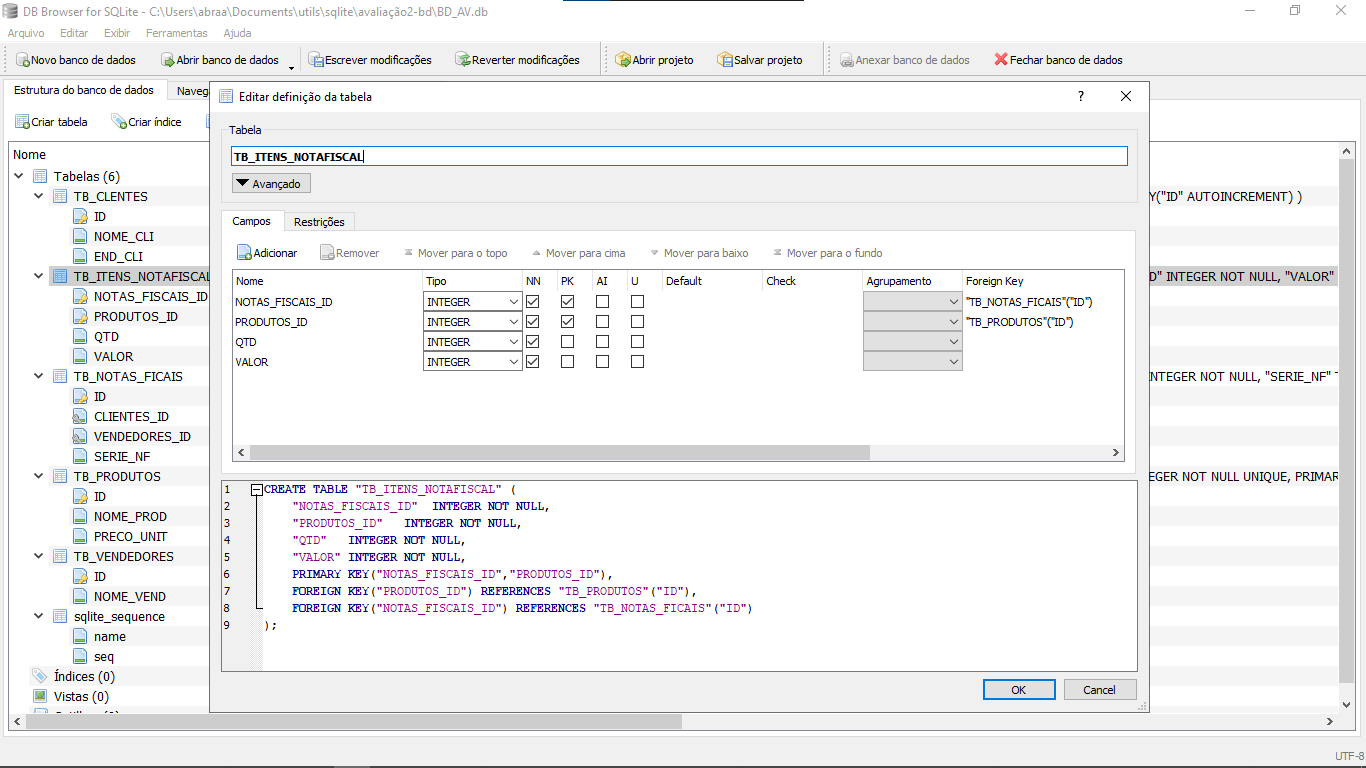 DB Browser for SQLite - C:\Users\abraa\Documents\utils\sqlite\avaliação2-bd\BD_AV.db
Arquivo Editar Exibir Ferramentas Ajuda
Novo banco de dados Abrir banco de dados Escrever modificações Reverter modificações Abrir projeto Salvar projeto Anexar banco de dados Fechar banco de dados
Estrutura do banco de dados Naveg
Criar tabela Criar índice
Nome
Tabelas (6)
TB_CLENTES Y("ID" AUTOINCREMENT) )
ID
NOME_CLI
END_CLI
TB_ITENS_NOTAFISCAL D" INTEGER NOT NULL, "VALOR"
NOTAS_FISCAIS_ID
PRODUTOS_ID
QTD
VALOR
TB_NOTAS_FICAIS NTEGER NOT NULL, "SERIE_NF"
ID
CLIENTES_ID
VENDEDORES_ID
SERIE_NF
TB_PRODUTOS EGER NOT NULL UNIQUE, PRIMAR
ID
NOME_PROD
PRECO_UNIT
TB_VENDEDORES
ID
NOME_VEND
sqlite_sequence
name
seq
Índices (0)
Vistas (0)
Editar definição da tabela ?
Tabela
TB_ITENS_NOTAFISCAL
Avançado
Campos Restrições
Adicionar Remover Mover para o topo Mover para cima Mover para baixo Mover para o fundo
Nome Tipo NN PK AI U Default Check Agrupamento Foreign Key
NOTAS_FISCAIS_ID INTEGER "TB_NOTAS_FICAIS"("ID")
PRODUTOS_ID INTEGER "TB_PRODUTOS"("ID")
QTD INTEGER
VALOR INTEGER
1 CREATE TABLE "TB_ITENS_NOTAFISCAL" (
2 "NOTAS_FISCAIS_ID" INTEGER NOT NULL,
3 "PRODUTOS_ID" INTEGER NOT NULL,
4 "QTD" INTEGER NOT NULL,
5 "VALOR" INTEGER NOT NULL,
6 PRIMARY KEY("NOTAS_FISCAIS_ID","PRODUTOS_ID"),
7 FOREIGN KEY("PRODUTOS_ID") REFERENCES "TB_PRODUTOS"("ID"),
8 FOREIGN KEY("NOTAS_FISCAIS_ID") REFERENCES "TB_NOTAS_FICAIS"("ID")
9 );
OK Cancel
UTF-8